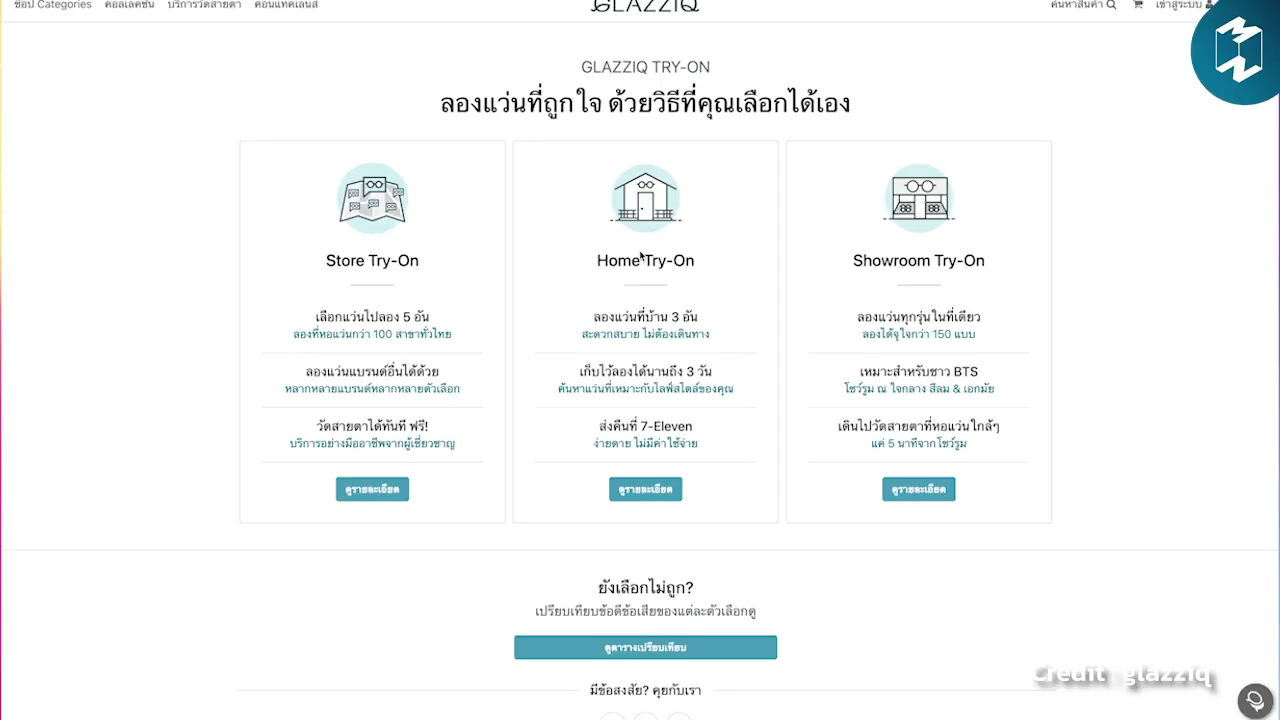 ช้อป Categories คอลเลคชั่น บริการวัดสายตา คอนแทคเลนส์
GLAZZIQ
ค้นหาสินค้า เข้าสู่ระบบ
GLAZZIQ TRY-ON
ลองแว่นที่ถูกใจ ด้วยวิธีที่คุณเลือกได้เอง
Store Try-On
เลือกแว่นไปลอง 5 อัน
ลองที่หอแว่นกว่า 100 สาขาทั่วไทย
ลองแว่นแบรนด์อื่นได้ด้วย
หลากหลายแบรนด์หลากหลายตัวเลือก
วัดสายตาได้ทันที ฟรี!
บริการอย่างมืออาชีพจากผู้เชี่ยวชาญ
ดูรายละเอียด
Home Try-On
ลองแว่นที่บ้าน 3 อัน
สะดวกสบาย ไม่ต้องเดินทาง
เก็บไว้ลองได้นานถึง 3 วัน
ค้นหาแว่นที่เหมาะกับไลฟ์สไตล์ของคุณ
ส่งคืนที่ 7-Eleven
ง่ายดาย ไม่มีค่าใช้จ่าย
ดูรายละเอียด
Showroom Try-On
ลองแว่นทุกรุ่นในที่เดียว
ลองได้จุใจกว่า 150 แบบ
เหมาะสำหรับชาว BTS
โชว์รูม ณ ใจกลาง สีลม & เอกมัย
เดินไปวัดสายตาที่หอแว่นใกล้ๆ
แค่ 5 นาทีจากโชว์รูม
ดูรายละเอียด
ยังเลือกไม่ถูก?
เปรียบเทียบข้อดีข้อเสียของแต่ละตัวเลือกดู
ดูตารางเปรียบเทียบ
มีข้อสงสัย? คุยกับเรา
Credit : glazziq